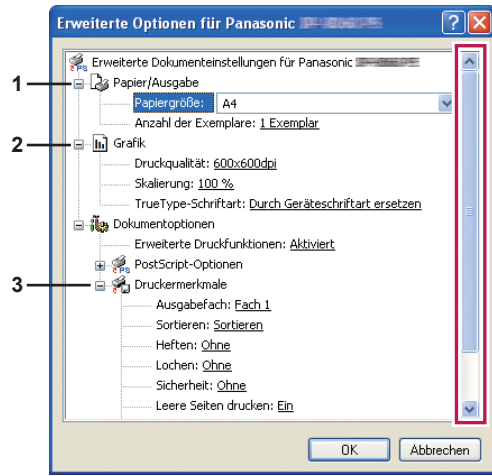 Erweiterte Optionen für Panasonic
Erweiterte Dokumenteinstellungen für Panasonic
1
Papier/Ausgabe
Papiergröße: A4
Anzahl der Exemplare: 1 Exemplar
2
Grafik
Druckqualität: 600x600dpi
Skalierung: 100 %
TrueType-Schriftart: Durch Geräteschriftart ersetzen
Dokumentoptionen
Erweiterte Druckfunktionen: Aktiviert
PostScript-Optionen
3
Druckermerkmale
Ausgabefach: Fach 1
Sortieren: Sortieren
Heften: Ohne
Lochen: Ohne
Sicherheit: Ohne
Leere Seiten drucken: Ein
OK
Abbrechen